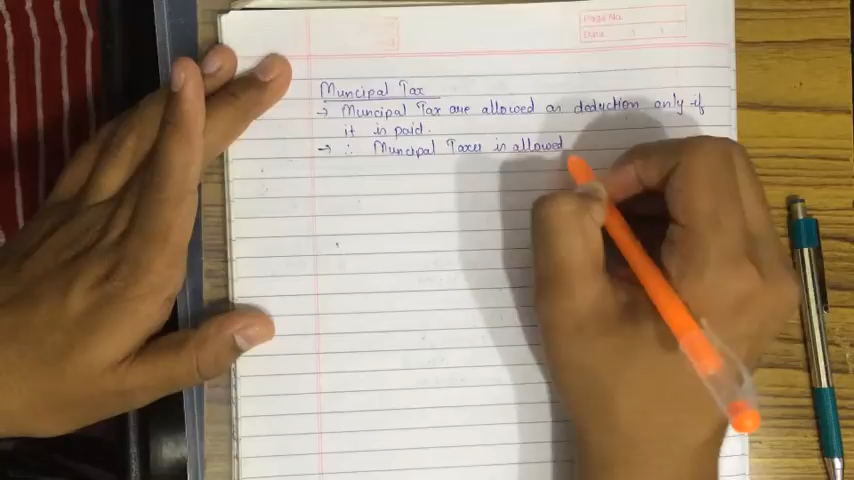 Page No.
Date
Muncipal Tax
→ Muncipal Tax are allowed as deduction only if
it is paid.
→ ∴ Muncipal Taxes is allowed